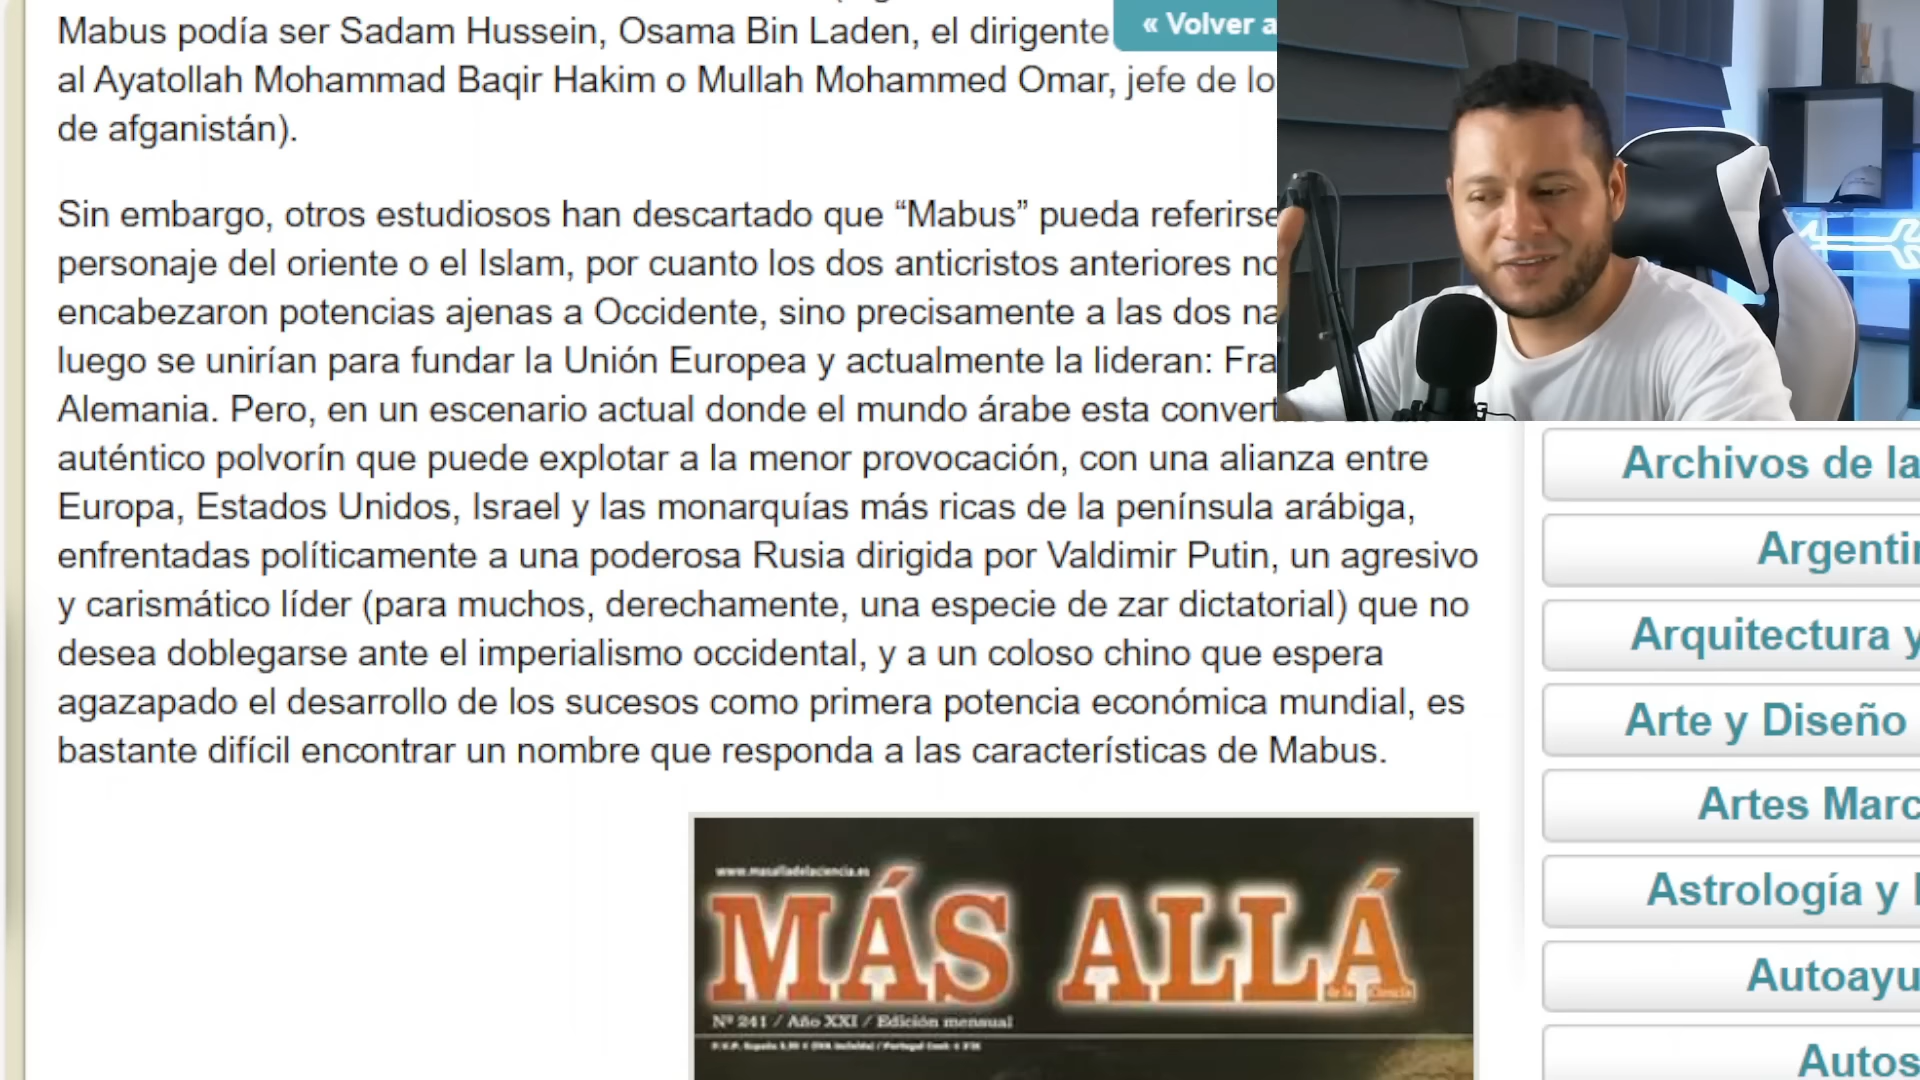 Mabus podía ser Sadam Hussein, Osama Bin Laden, el dirigente
« Volver a
al Ayatollah Mohammad Baqir Hakim o Mullah Mohammed Omar, jefe de lo
de afganistán).
Sin embargo, otros estudiosos han descartado que “Mabus” pueda referirse
personaje del oriente o el Islam, por cuanto los dos anticristos anteriores no
encabezaron potencias ajenas a Occidente, sino precisamente a las dos na
luego se unirían para fundar la Unión Europea y actualmente la lideran: Fra
Alemania. Pero, en un escenario actual donde el mundo árabe esta convert
auténtico polvorín que puede explotar a la menor provocación, con una alianza entre
Europa, Estados Unidos, Israel y las monarquías más ricas de la península arábiga,
enfrentadas políticamente a una poderosa Rusia dirigida por Valdimir Putin, un agresivo
y carismático líder (para muchos, derechamente, una especie de zar dictatorial) que no
desea doblegarse ante el imperialismo occidental, y a un coloso chino que espera
agazapado el desarrollo de los sucesos como primera potencia económica mundial, es
bastante difícil encontrar un nombre que responda a las características de Mabus.
www.masalladelaciencia.es
MÁS ALLÁ
de la Ciencia
Nº 241 / Año XXI / Edición mensual
Archivos de la
Argentin
Arquitectura y
Arte y Diseño
Artes Marc
Astrología y
Autoayu
Autos